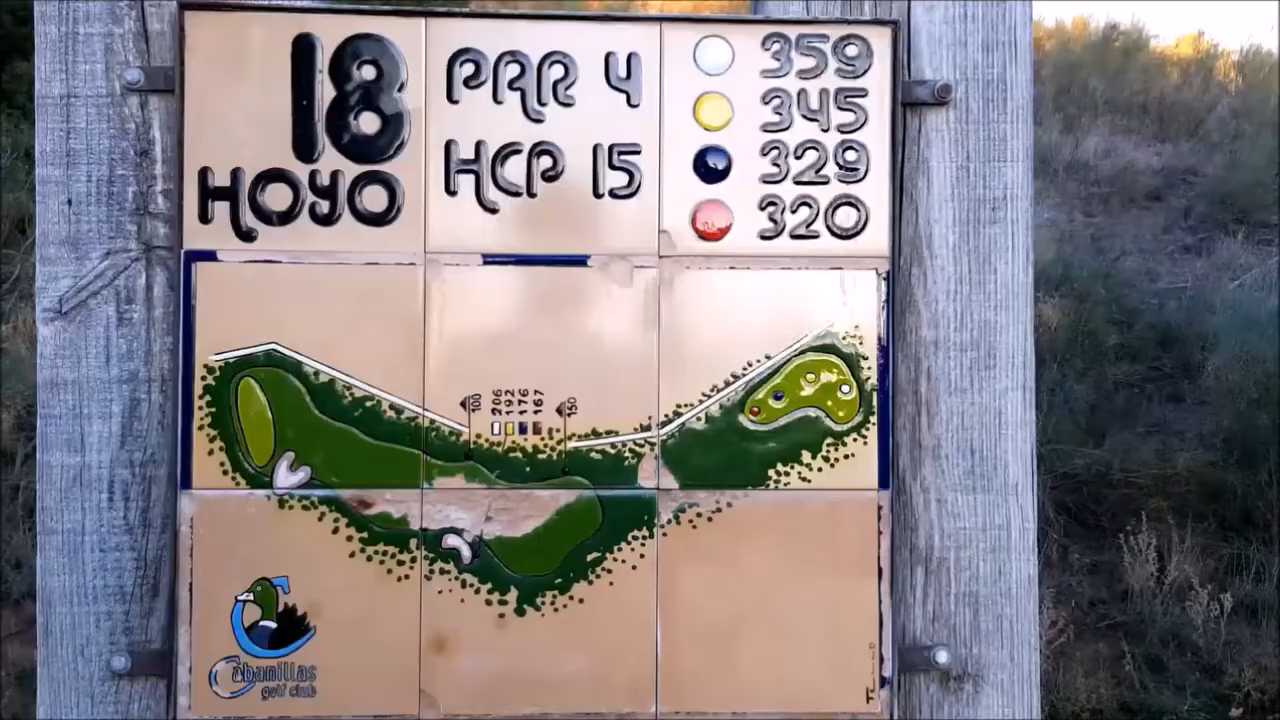 18
HOYO
PAR 4
HCP 15
359
345
329
320
100
206
192
176
167
150
Cabanillas
golf club